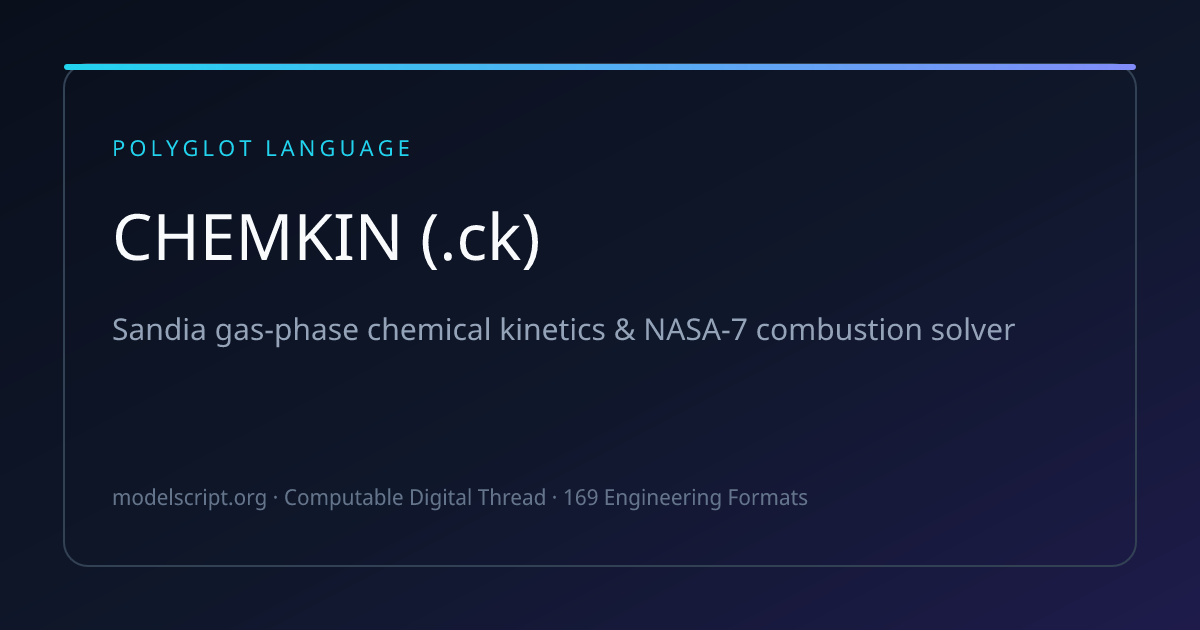 POLYGLOT LANGUAGE
CHEMKIN (.ck)
Sandia gas-phase chemical kinetics & NASA-7 combustion solver
modelscript.org · Computable Digital Thread · 169 Engineering Formats